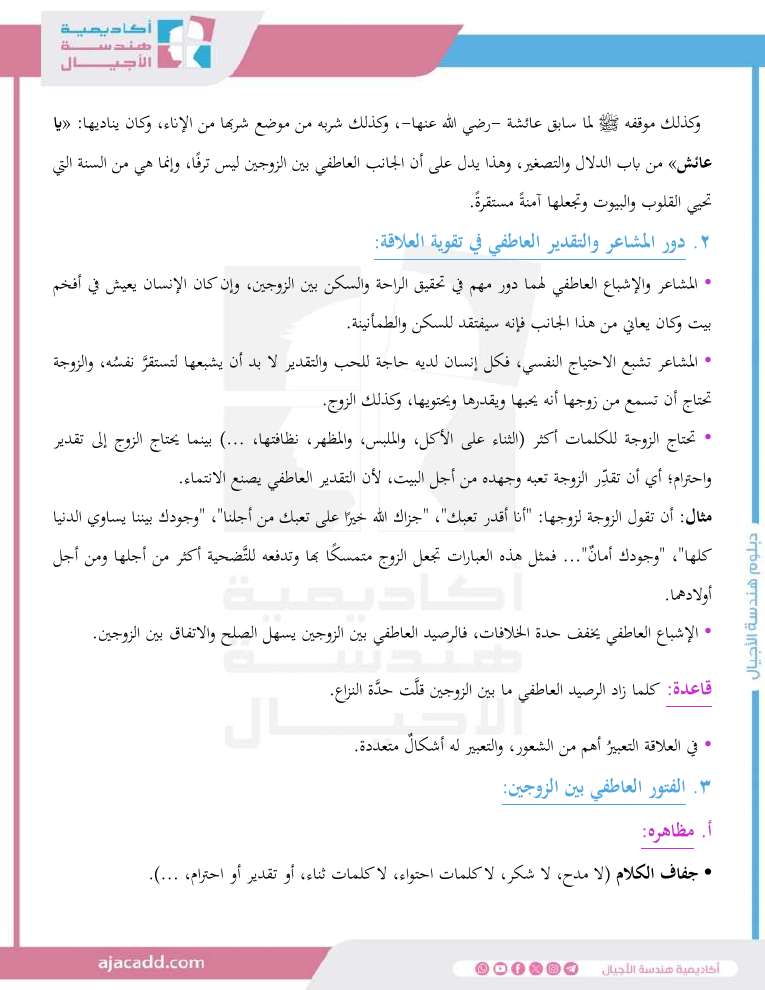 أكاديمية
هندسة
الأجيال
وكذلك موقفه ﷺ لما سابق عائشة –رضي الله عنها–، وكذلك شربه من موضع شربها من الإناء، وكان يناديها: «يا
عائش» من باب الدلال والتصغير، وهذا يدل على أن الجانب العاطفي بين الزوجين ليس ترفًا، وإنما هي من السنة التي
تحيي القلوب والبيوت وتجعلها آمنةً مستقرةً.
٢. دور المشاعر والتقدير العاطفي في تقوية العلاقة:
• المشاعر والإشباع العاطفي لهما دور مهم في تحقيق الراحة والسكن بين الزوجين، وإن كان الإنسان يعيش في أفخم
بيت وكان يعاني من هذا الجانب فإنه سيفتقد للسكن والطمأنينة.
• المشاعر تشبع الاحتياج النفسي، فكل إنسان لديه حاجة للحب والتقدير لا بد أن يشبعها لتستقرَّ نفسُه، والزوجة
تحتاج أن تسمع من زوجها أنه يحبها ويقدرها ويحتويها، وكذلك الزوج.
• تحتاج الزوجة للكلمات أكثر (الثناء على الأكل، والملبس، والمظهر، نظافتها، ...) بينما يحتاج الزوج إلى تقدير
واحترام؛ أي أن تقدِّر الزوجة تعبه وجهده من أجل البيت، لأن التقدير العاطفي يصنع الانتماء.
مثال: أن تقول الزوجة لزوجها: "أنا أقدر تعبك"، "جزاك الله خيرًا على تعبك من أجلنا"، "وجودك بيننا يساوي الدنيا
كلها"، "وجودك أمانٌ"... فمثل هذه العبارات تجعل الزوج متمسكًا بها وتدفعه للتَّضحية أكثر من أجلها ومن أجل
أولادهما.
• الإشباع العاطفي يخفف حدة الخلافات، فالرصيد العاطفي بين الزوجين يسهل الصلح والاتفاق بين الزوجين.
قاعدة: كلما زاد الرصيد العاطفي ما بين الزوجين قلَّت حدَّة النزاع.
• في العلاقة التعبيرُ أهم من الشعور، والتعبير له أشكالٌ متعددة.
٣. الفتور العاطفي بين الزوجين:
أ. مظاهره:
• جفاف الكلام (لا مدح، لا شكر، لا كلمات احتواء، لا كلمات ثناء، أو تقدير أو احترام، ...).
أكاديمية
هندسة
الأجيال
دبلوم هندسة الأجيال
أكاديمية هندسة الأجيال
ajacadd.com